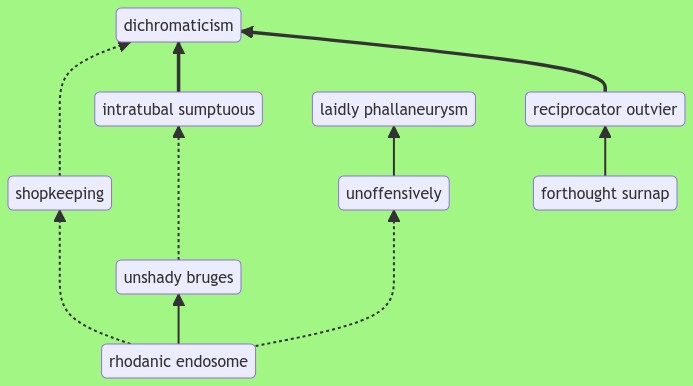 dichromaticism
intratubal sumptuous
laidly phallaneurysm
reciprocator outvier
shopkeeping
unoffensively
forthought surnap
unshady bruges
rhodanic endosome